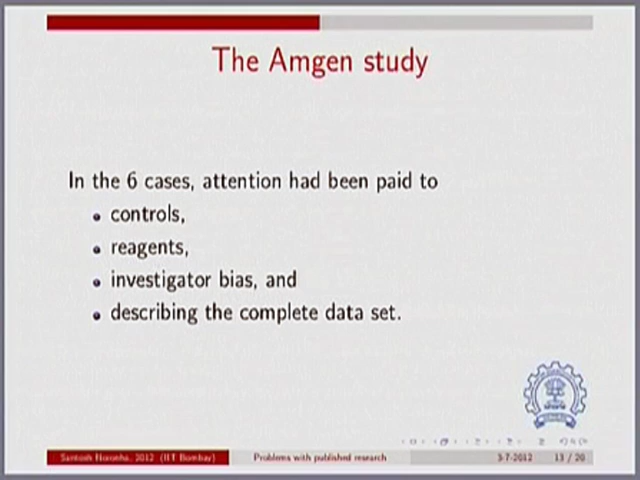 The Amgen study
In the 6 cases, attention had been paid to
controls,
reagents,
investigator bias, and
describing the complete data set.
Santosh Noronha, 2012 (IIT Bombay)
Problems with published research
3-7-2012
13 / 20